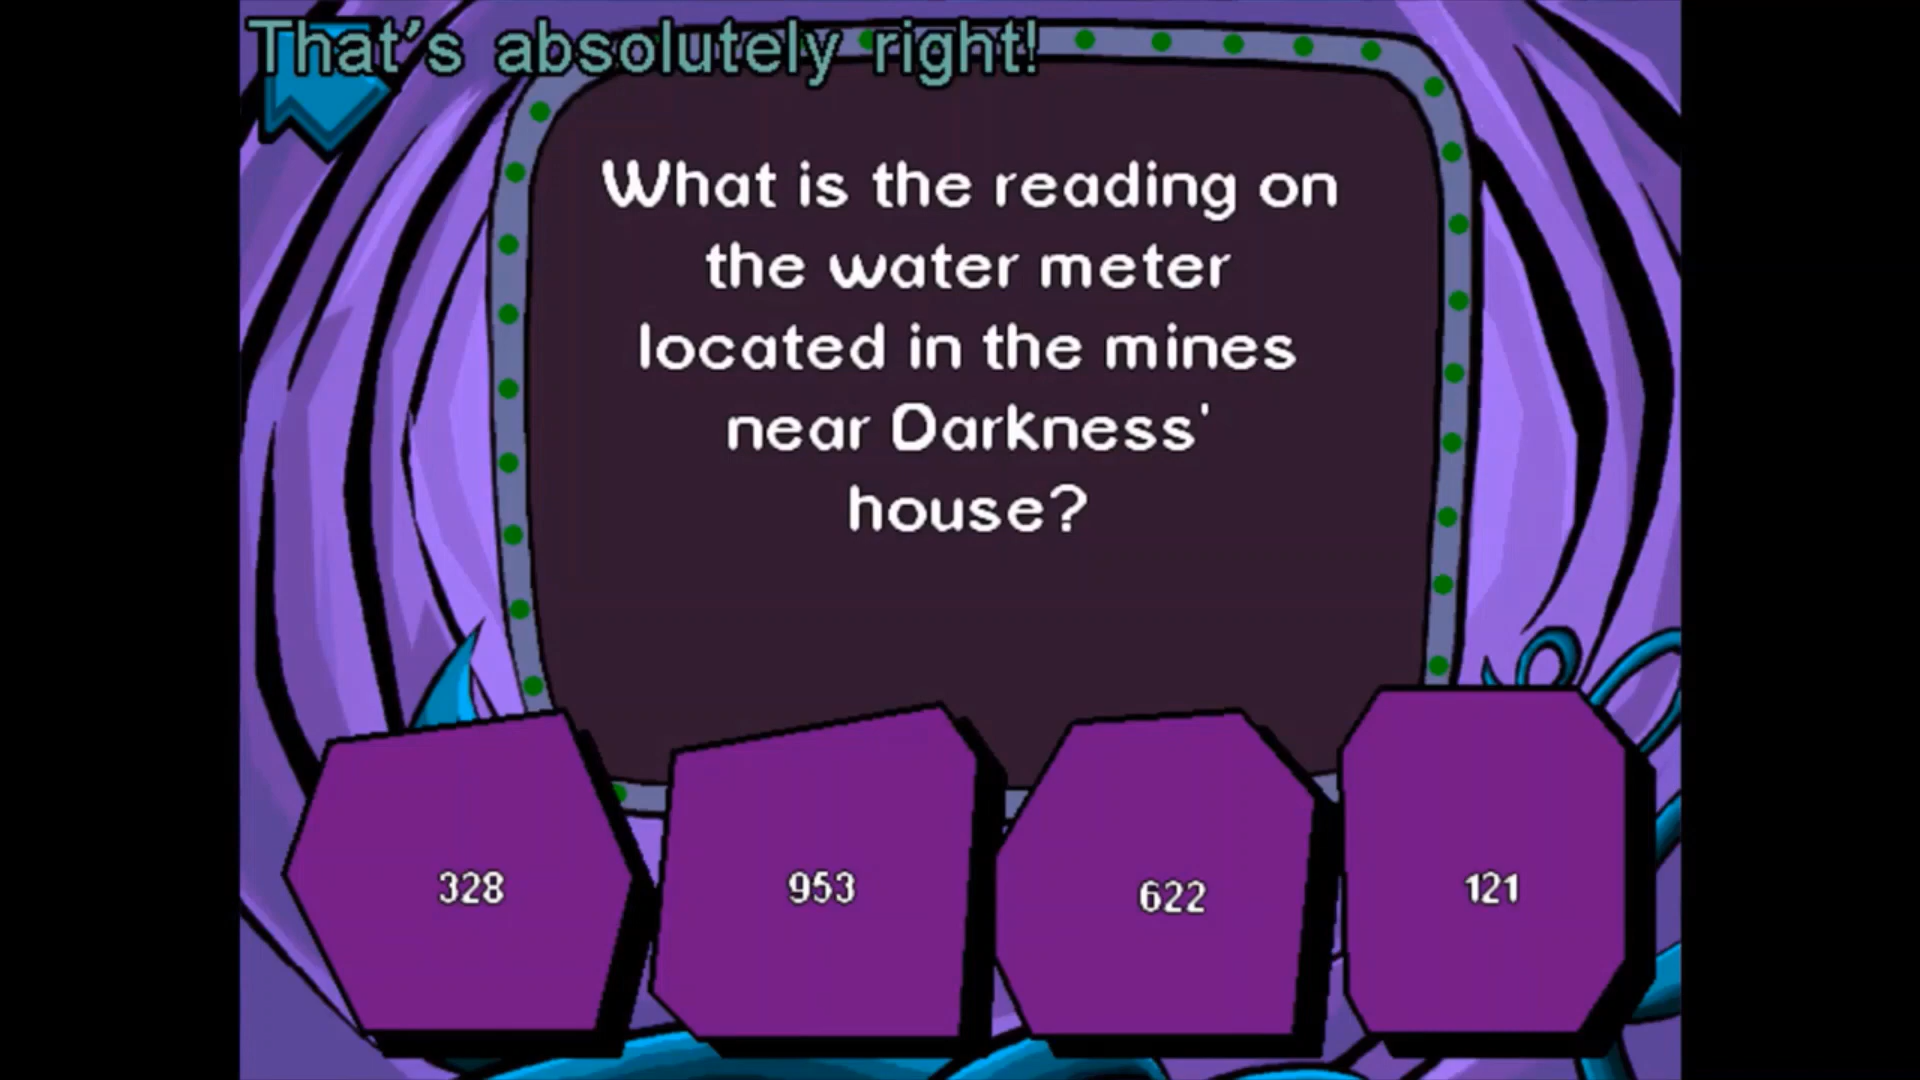 That's absolutely right!
What is the reading on
the water meter
located in the mines
near Darkness'
house?
328
953
622
121